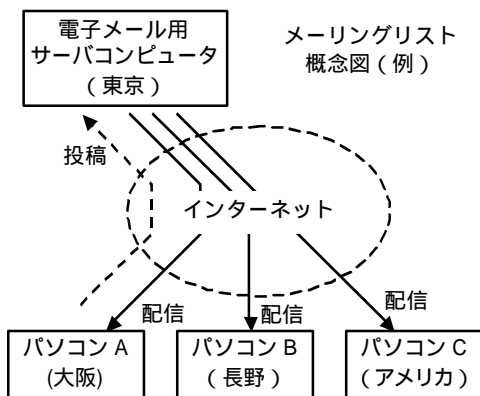 電子メール用
サーバコンピュータ
（東京）
メーリングリスト
概念図（例）
投稿
インターネット
配信
配信
配信
パソコンA
(大阪)
パソコンB
（長野）
パソコンC
（アメリカ）